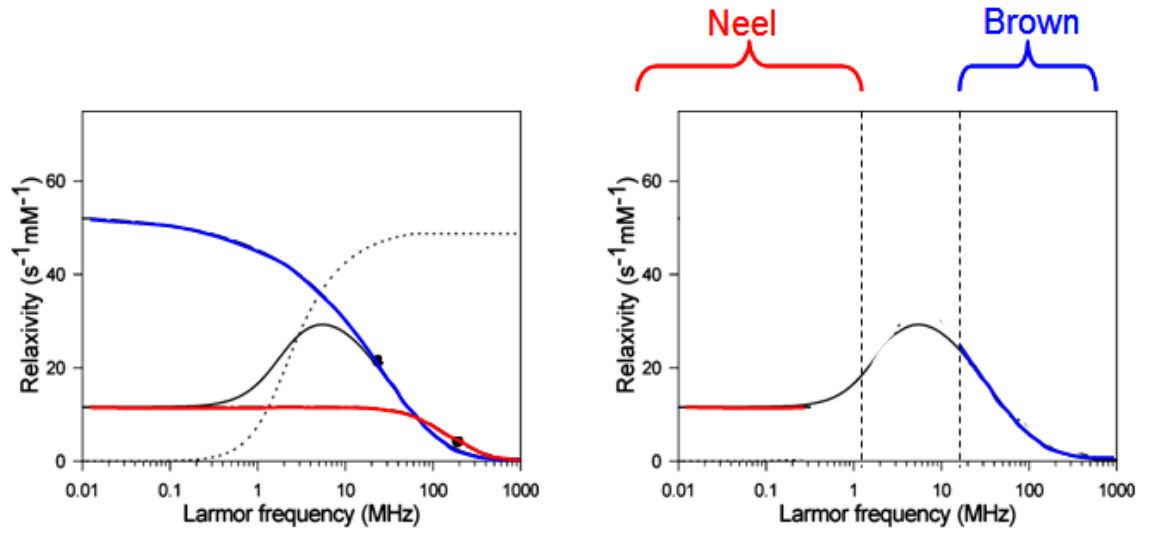 Neel
Brown
Relaxivity (s⁻¹mM⁻¹)
60
40
20
0
0.01 0.1 1 10 100 1000
Larmor frequency (MHz)
Relaxivity (s⁻¹mM⁻¹)
60
40
20
0
0.01 0.1 1 10 100 1000
Larmor frequency (MHz)